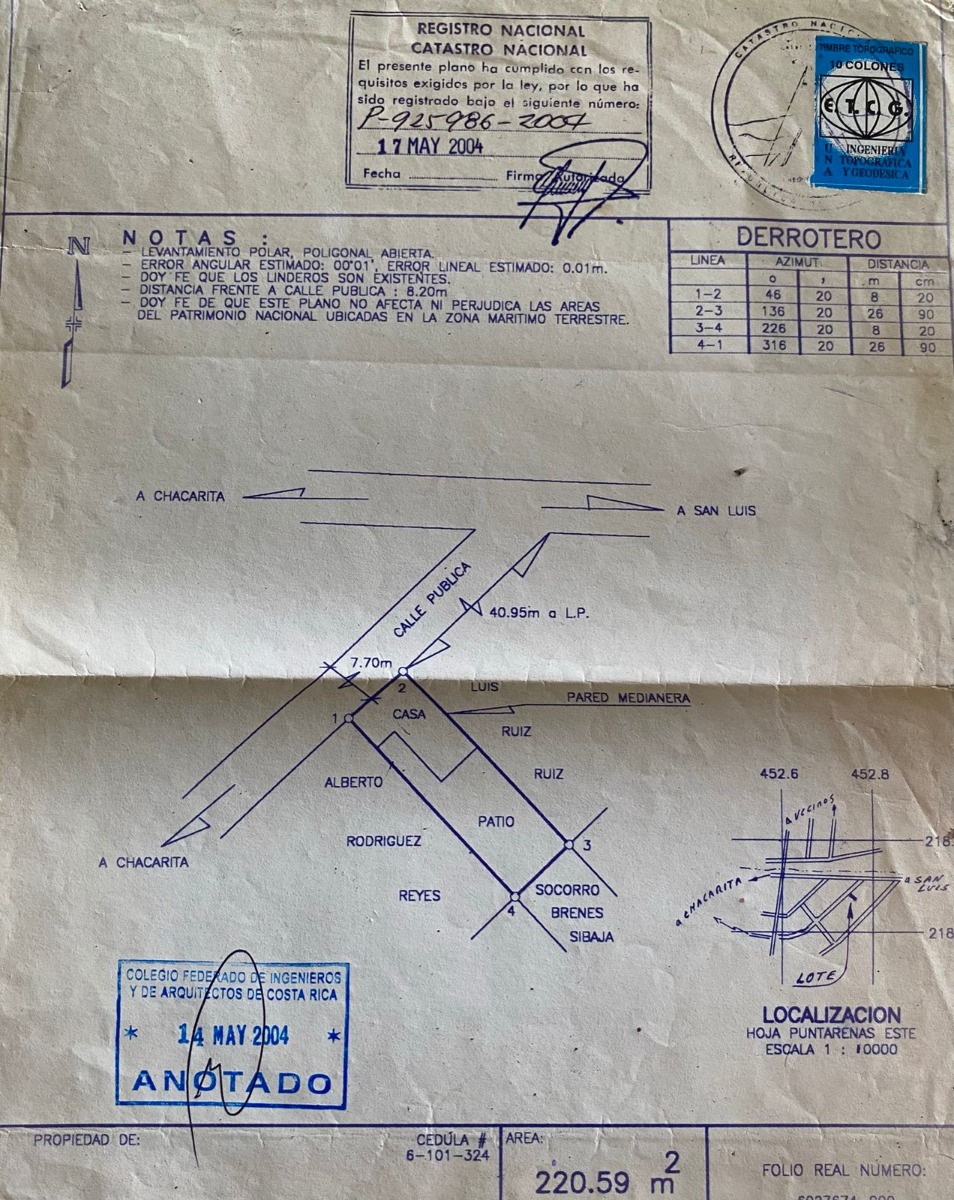 REGISTRO NACIONAL
CATASTRO NACIONAL
El presente plano ha cumplido con los re-
quisitos exigidos por la ley, por lo que ha
sido registrado bajo el siguiente número:
P-925986-2004
17 MAY 2004
Fecha Firma Autorizada
CATASTRO NACI
TIMBRE TOPOGRAFICO
10 COLONES
E.T.C.G.
U INGENIERIA
N TOPOGRAFICA
A Y GEODESICA
N
NOTAS :
— LEVANTAMIENTO POLAR, POLIGONAL ABIERTA.
— ERROR ANGULAR ESTIMADO: 00°01', ERROR LINEAL ESTIMADO: 0.01m.
— DOY FE QUE LOS LINDEROS SON EXISTENTES.
— DISTANCIA FRENTE A CALLE PUBLICA : 8.20m
— DOY FE DE QUE ESTE PLANO NO AFECTA NI PERJUDICA LAS AREAS
DEL PATRIMONIO NACIONAL UBICADAS EN LA ZONA MARITIMO TERRESTRE.
DERROTERO
LINEA AZIMUT DISTANCIA
o ' m cm
1-2 46 20 8 20
2-3 136 20 26 90
3-4 226 20 8 20
4-1 316 20 26 90
A CHACARITA
A SAN LUIS
CALLE PUBLICA
40.95m a L.P.
7.70m
2
LUIS
PARED MEDIANERA
1
CASA
RUIZ
ALBERTO
RUIZ
PATIO
RODRIGUEZ
3
A CHACARITA
REYES
SOCORRO
4
BRENES
SIBAJA
452.6 452.8
a Vecinos
218
a CHACARITA
a SAN LUIS
218
LOTE
LOCALIZACION
HOJA PUNTARENAS ESTE
ESCALA 1 : 10000
COLEGIO FEDERADO DE INGENIEROS
Y DE ARQUITECTOS DE COSTA RICA
* 14 MAY 2004 *
ANOTADO
PROPIEDAD DE:
CEDULA #
6-101-324
AREA:
220.59 m2
FOLIO REAL NUMERO: